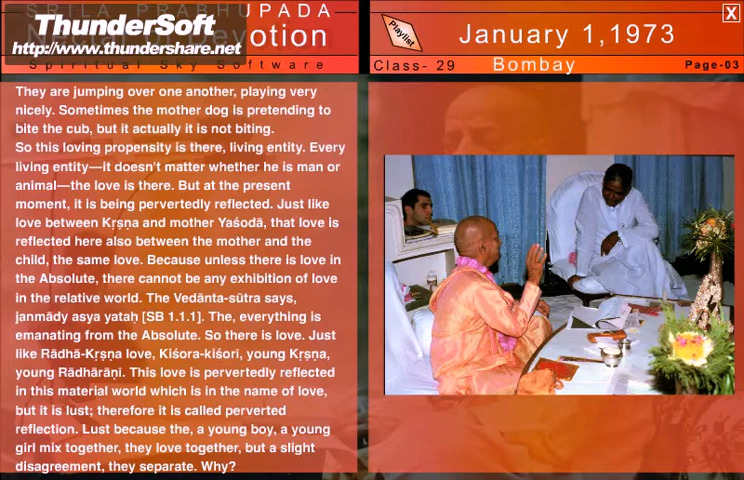 SRILA PRABHUPADA
ThunderSoft
Devotion
http://www.thundershare.net
Spiritual Sky Software
They are jumping over one another, playing very
nicely. Sometimes the mother dog is pretending to
bite the cub, but it actually it is not biting.
So this loving propensity is there, living entity. Every
living entity—it doesn't matter whether he is man or
animal—the love is there. But at the present
moment, it is being pervertedly reflected. Just like
love between Kṛṣṇa and mother Yaśodā, that love is
reflected here also between the mother and the
child, the same love. Because unless there is love in
the Absolute, there cannot be any exhibition of love
in the relative world. The Vedānta-sūtra says,
janmādy asya yataḥ [SB 1.1.1]. The, everything is
emanating from the Absolute. So there is love. Just
like Rādhā-Kṛṣṇa love, Kiśora-kiśori, young Kṛṣṇa,
young Rādhārāṇi. This love is pervertedly reflected
in this material world which is in the name of love,
but it is lust; therefore it is called perverted
reflection. Lust because the, a young boy, a young
girl mix together, they love together, but a slight
disagreement, they separate. Why?
X
Playlist
January 1,1973
Class- 29
Bombay
Page-03